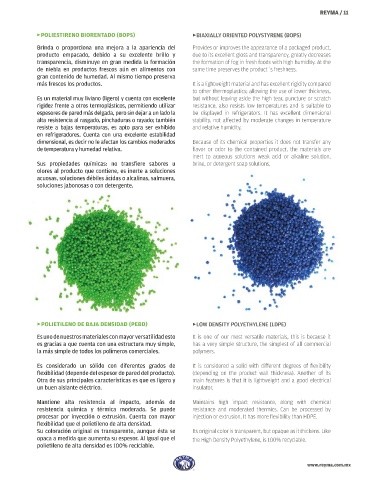 REYMA / 11
▸POLIESTIRENO BIORENTADO (BOPS)
Brinda o proporciona una mejora a la apariencia del
producto empacado, debido a su excelente brillo y
transparencia, disminuye en gran medida la formación
de niebla en productos frescos aún en alimentos con
gran contenido de humedad. Al mismo tiempo preserva
más frescos los productos.
Es un material muy liviano (ligero) y cuenta con excelente
rigidez frente a otros termoplásticos, permitiendo utilizar
espesores de pared más delgada, pero sin dejar a un lado la
alta resistencia al rasgado, pinchaduras o rayado; también
resiste a bajas temperaturas, es apto para ser exhibido
en refrigeradores. Cuenta con una excelente estabilidad
dimensional, es decir no le afectan los cambios moderados
de temperatura y humedad relativa.
Sus propiedades químicas: no transfiere sabores u
olores al producto que contiene, es inerte a soluciones
acuosas, soluciones débiles ácidas o alcalinas, salmuera,
soluciones jabonosas o con detergente.
▸BIAXIALLY ORIENTED POLYSTYRENE (BOPS)
Provides or improves the appearance of a packaged product,
due to its excellent gloss and transparency, greatly decreases
the formation of fog in fresh foods with high humidity. At the
same time preserves the product´s freshness.
It is a lightweight material and has excellent rigidity compared
to other thermoplastics, allowing the use of lower thickness,
but without leaving aside the high tear, puncture or scratch
resistance; also resists low temperatures and is suitable to
be displayed in refrigerators. It has excellent dimensional
stability, not affected by moderate changes in temperature
and relative humidity.
Because of its chemical properties it does not transfer any
flavor or odor to the contained product, the materials are
inert to aqueous solutions weak acid or alkaline solution,
brine, or detergent soap solutions.
▸POLIETILENO DE BAJA DENSIDAD (PEBD)
Es uno de nuestros materiales con mayor versatilidad esto
es gracias a que cuenta con una estructura muy simple,
la más simple de todos los polímeros comerciales.
Es considerado un sólido con diferentes grados de
flexibilidad (depende del espesor de pared del producto).
Otra de sus principales características es que es ligero y
un buen aislante eléctrico.
Mantiene alta resistencia al impacto, además de
resistencia química y térmica moderada. Se puede
procesar por inyección o extrusión. Cuenta con mayor
flexibilidad que el polietileno de alta densidad.
Su coloración original es transparente, aunque ésta se
opaca a medida que aumenta su espesor. Al igual que el
polietileno de alta densidad es 100% reciclable.
▸LOW DENSITY POLYETHYLENE (LDPE)
It is one of our most versatile materials, this is because it
has a very simple structure, the simplest of all commercial
polymers.
It is considered a solid with different degrees of flexibility
(depending on the product wall thickness). Another of its
main features is that it is lightweight and a good electrical
insulator.
Maintains high impact resistance, along with chemical
resistance and moderated thermics. Can be processed by
injection or extrusion. It has more flexibility than HDPE.
Its original color is transparent, but opaque as it thickens. Like
the High Density Polyethylene, is 100% recyclable.
www.reyma.com.mx